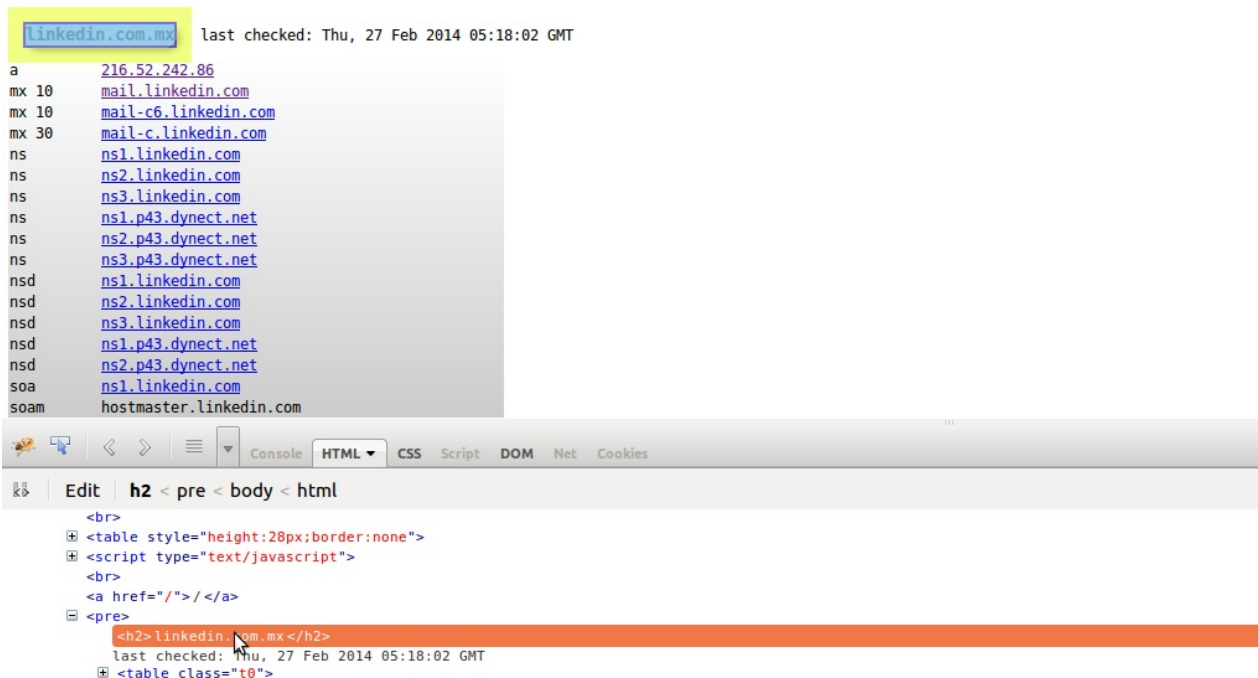 linkedin.com.mx last checked: Thu, 27 Feb 2014 05:18:02 GMT
a 216.52.242.86
mx 10 mail.linkedin.com
mx 10 mail-c6.linkedin.com
mx 30 mail-c.linkedin.com
ns ns1.linkedin.com
ns ns2.linkedin.com
ns ns3.linkedin.com
ns ns1.p43.dynect.net
ns ns2.p43.dynect.net
ns ns3.p43.dynect.net
nsd ns1.linkedin.com
nsd ns2.linkedin.com
nsd ns3.linkedin.com
nsd ns1.p43.dynect.net
nsd ns2.p43.dynect.net
soa ns1.linkedin.com
soam hostmaster.linkedin.com
Console HTML CSS Script DOM Net Cookies
Edit h2 < pre < body < html
<br>
<table style="height:28px;border:none">
<script type="text/javascript">
<br>
<a href="/">/</a>
<pre>
<h2>linkedin.com.mx</h2>
last checked: Thu, 27 Feb 2014 05:18:02 GMT
<table class="t0">